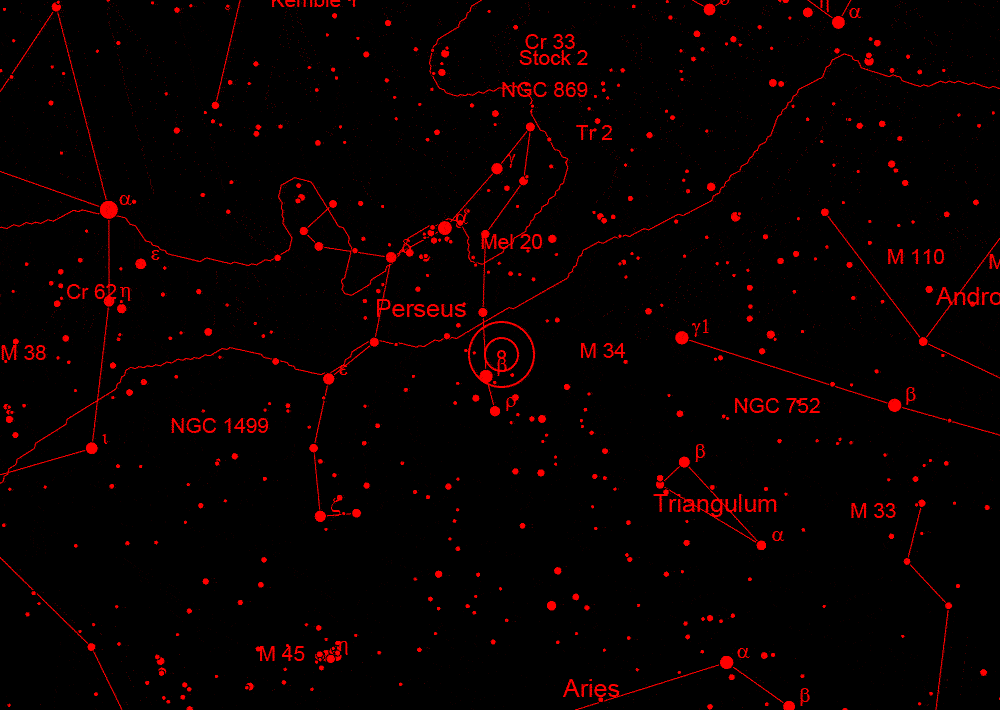 Kemble 1
η
α
Cr 33
Stock 2
NGC 869
Tr 2
γ
α
α
δ
Mel 20
ε
M 110
Cr 62 η
Andro
Perseus
γ1
M 38
M 34
β
ε
β
ρ
NGC 752
NGC 1499
ι
β
ζ
Triangulum
M 33
α
M 45
η
α
Aries
β